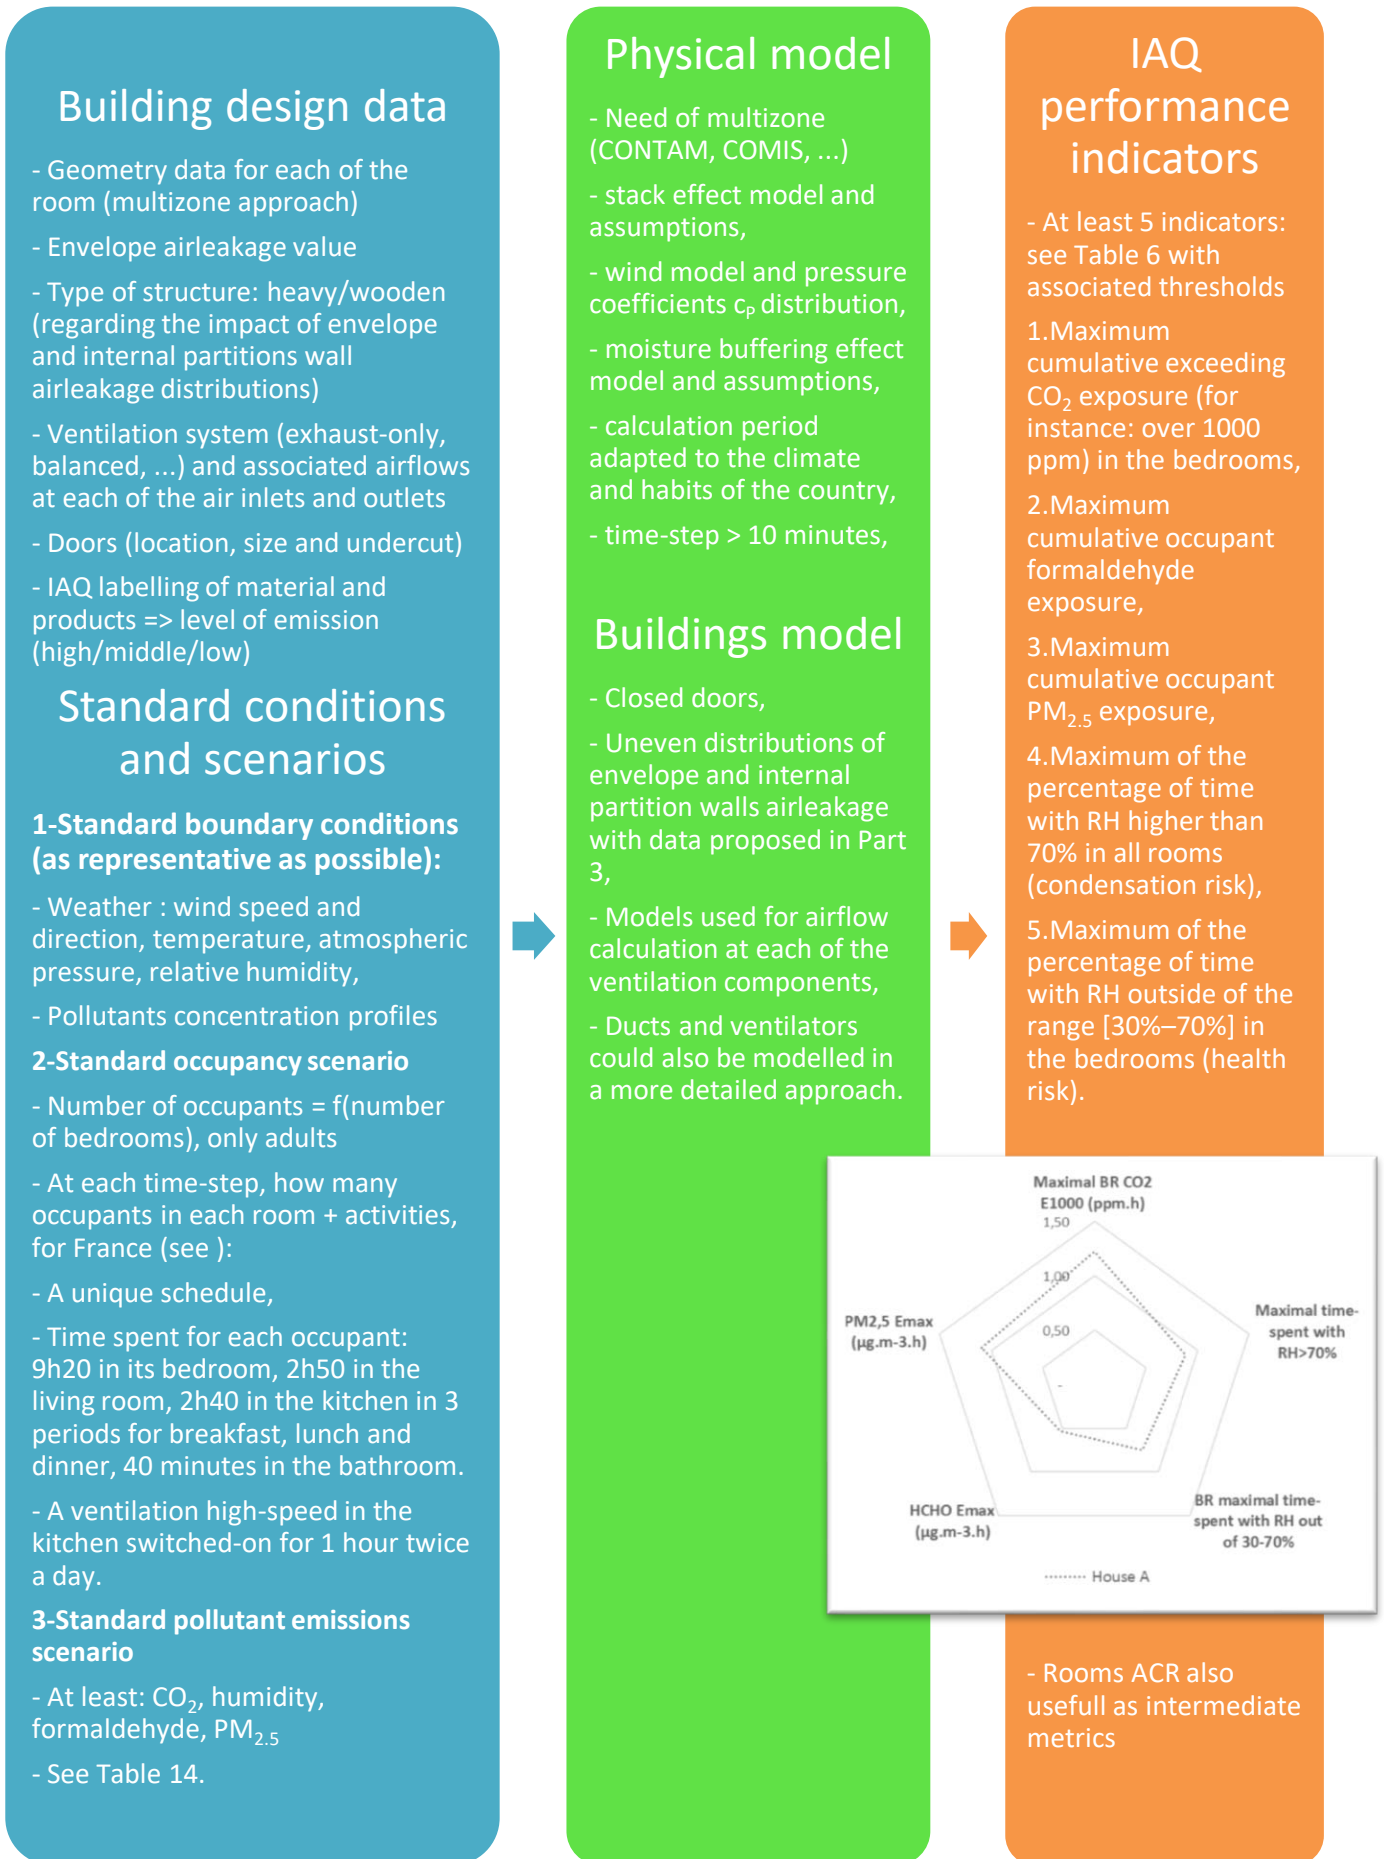 Building design data
- Geometry data for each of the
room (multizone approach)
- Envelope airleakage value
- Type of structure: heavy/wooden
(regarding the impact of envelope
and internal partitions wall
airleakage distributions)
- Ventilation system (exhaust-only,
balanced, ...) and associated airflows
at each of the air inlets and outlets
- Doors (location, size and undercut)
- IAQ labelling of material and
products => level of emission
(high/middle/low)
Standard conditions
and scenarios
1-Standard boundary conditions
(as representative as possible):
- Weather : wind speed and
direction, temperature, atmospheric
pressure, relative humidity,
- Pollutants concentration profiles
2-Standard occupancy scenario
- Number of occupants = f(number
of bedrooms), only adults
- At each time-step, how many
occupants in each room + activities,
for France (see ):
- A unique schedule,
- Time spent for each occupant:
9h20 in its bedroom, 2h50 in the
living room, 2h40 in the kitchen in 3
periods for breakfast, lunch and
dinner, 40 minutes in the bathroom.
- A ventilation high-speed in the
kitchen switched-on for 1 hour twice
a day.
3-Standard pollutant emissions
scenario
- At least: CO2, humidity,
formaldehyde, PM2.5
- See Table 14.
Physical model
- Need of multizone
(CONTAM, COMIS, ...)
- stack effect model and
assumptions,
- wind model and pressure
coefficients cP distribution,
- moisture buffering effect
model and assumptions,
- calculation period
adapted to the climate
and habits of the country,
- time-step > 10 minutes,
Buildings model
- Closed doors,
- Uneven distributions of
envelope and internal
partition walls airleakage
with data proposed in Part
3,
- Models used for airflow
calculation at each of the
ventilation components,
- Ducts and ventilators
could also be modelled in
a more detailed approach.
IAQ
performance
indicators
- At least 5 indicators:
see Table 6 with
associated thresholds
1.Maximum
cumulative exceeding
CO2 exposure (for
instance: over 1000
ppm) in the bedrooms,
2.Maximum
cumulative occupant
formaldehyde
exposure,
3.Maximum
cumulative occupant
PM2.5 exposure,
4.Maximum of the
percentage of time
with RH higher than
70% in all rooms
(condensation risk),
5.Maximum of the
percentage of time
with RH outside of the
range [30%–70%] in
the bedrooms (health
risk).
Maximal BR CO2
E1000 (ppm.h)
1,50
1,00
0,50
-
PM2,5 Emax
(µg.m-3.h)
Maximal time-
spent with
RH>70%
HCHO Emax
(µg.m-3.h)
BR maximal time-
spent with RH out
of 30-70%
House A
- Rooms ACR also
usefull as intermediate
metrics